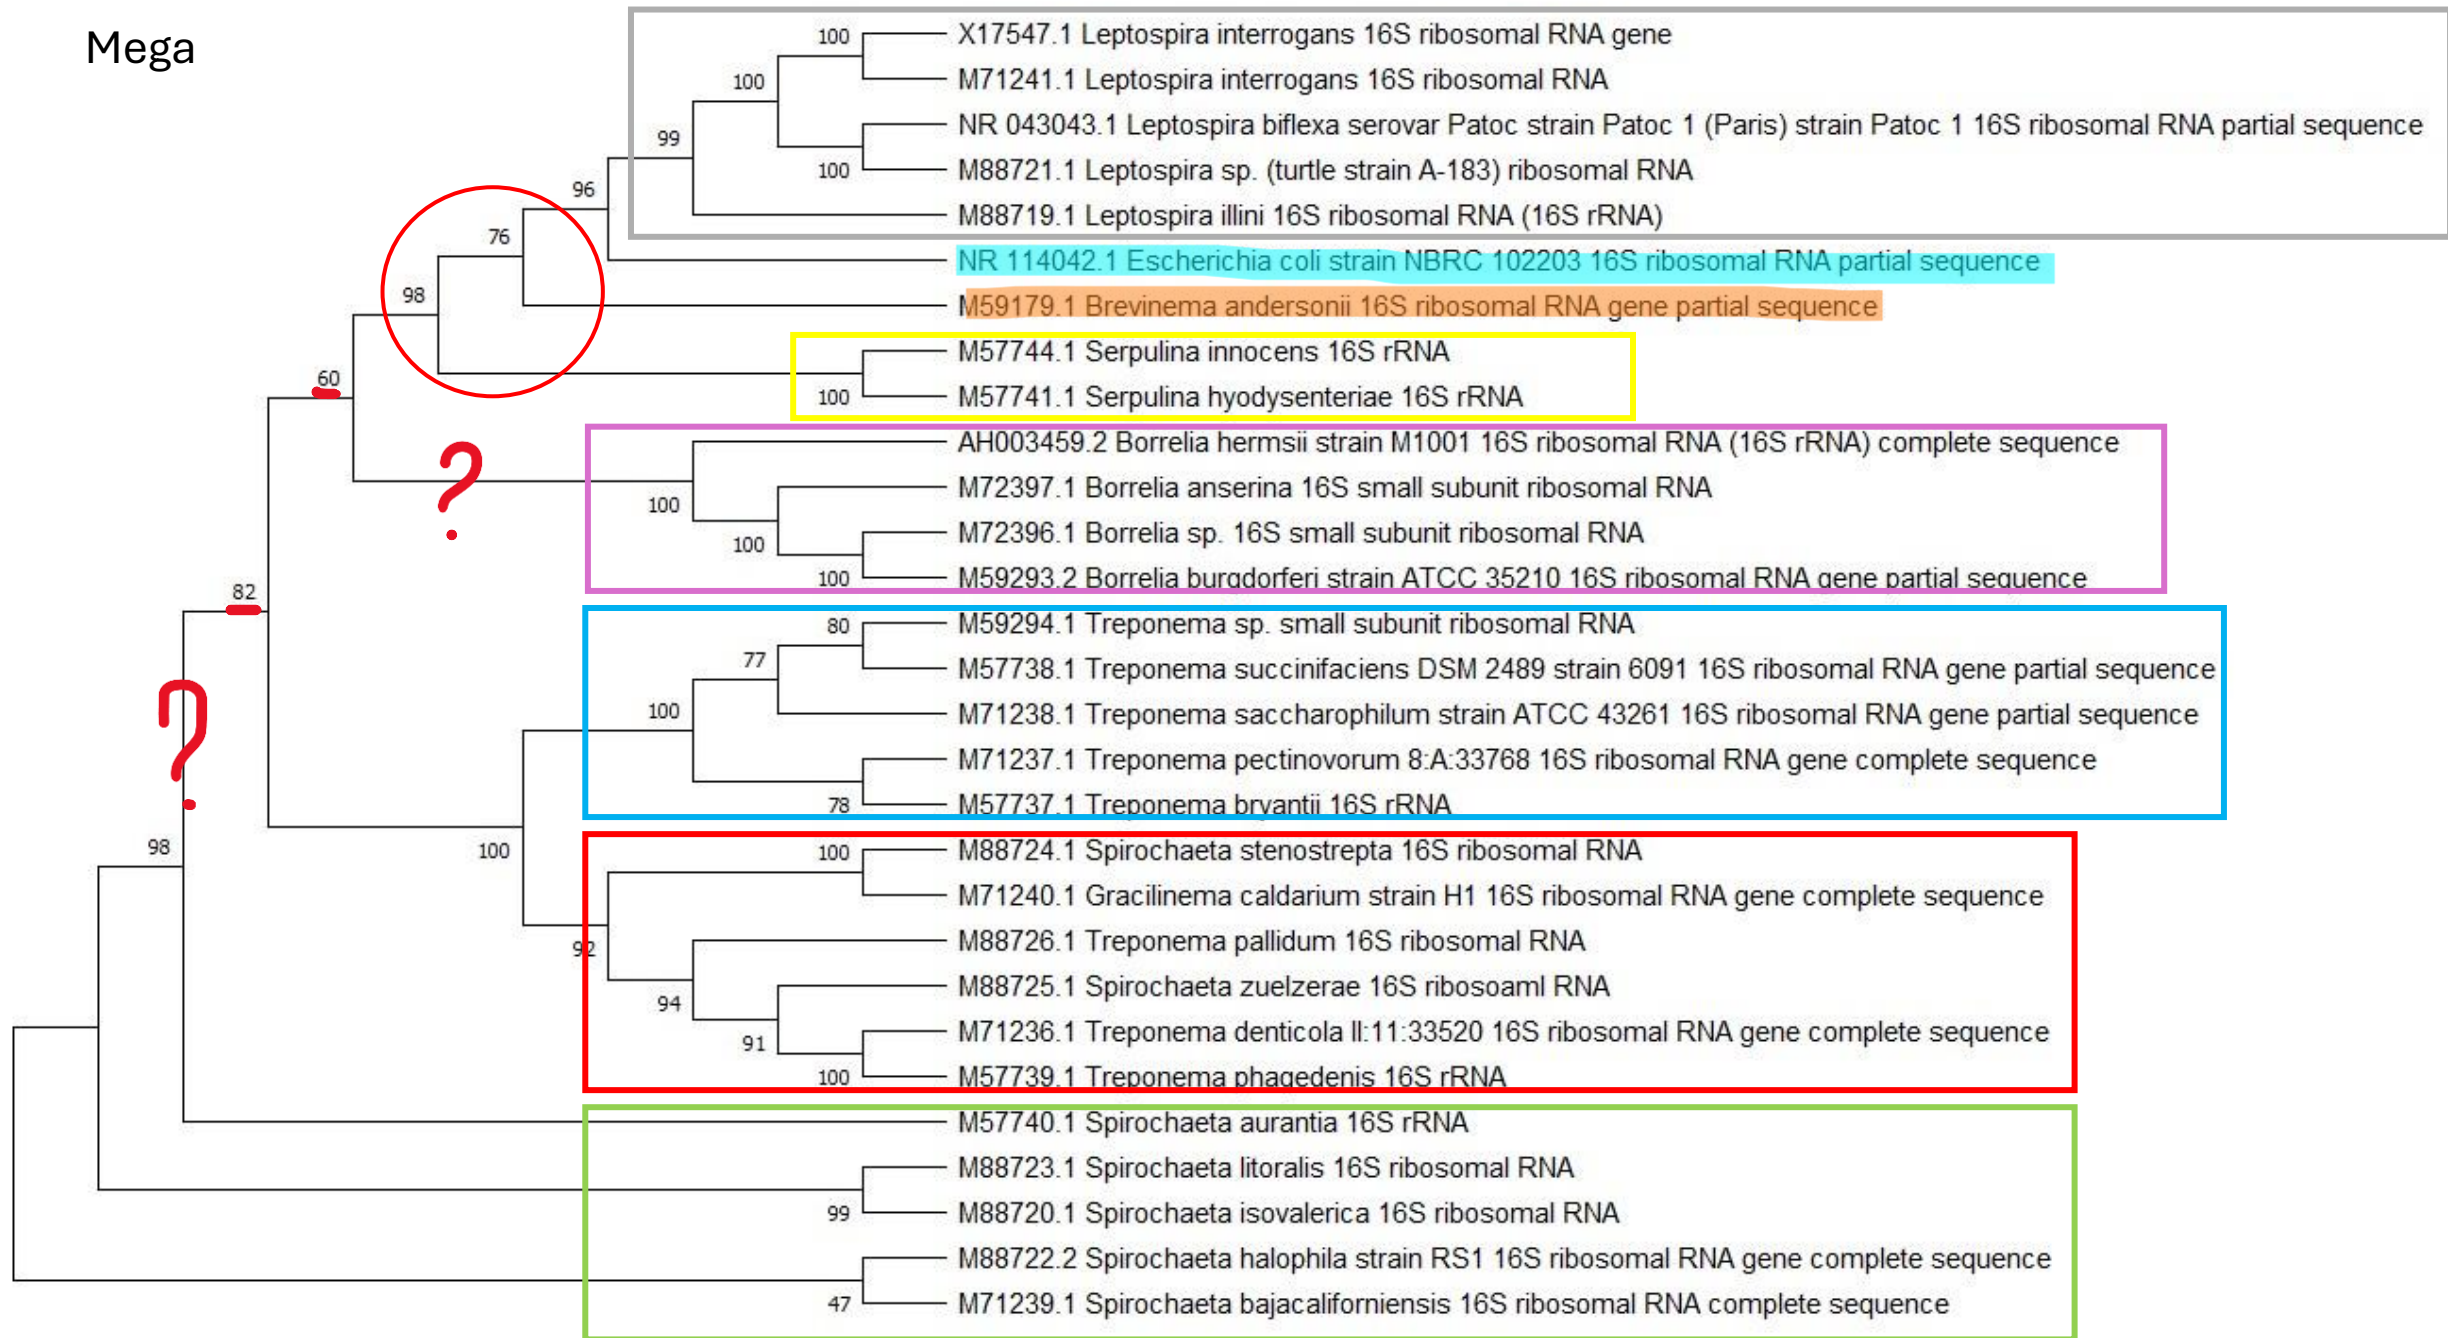 Mega
100
X17547.1 Leptospira interrogans 16S ribosomal RNA gene
M71241.1 Leptospira interrogans 16S ribosomal RNA
100
NR 043043.1 Leptospira biflexa serovar Patoc strain Patoc 1 (Paris) strain Patoc 1 16S ribosomal RNA partial sequence
99
M88721.1 Leptospira sp. (turtle strain A-183) ribosomal RNA
100
96
M88719.1 Leptospira illini 16S ribosomal RNA (16S rRNA)
76
NR 114042.1 Escherichia coli strain NBRC 102203 16S ribosomal RNA partial sequence
98
M59179.1 Brevinema andersonii 16S ribosomal RNA gene partial sequence
M57744.1 Serpulina innocens 16S rRNA
60
100
M57741.1 Serpulina hyodysenteriae 16S rRNA
?
AH003459.2 Borrelia hermsii strain M1001 16S ribosomal RNA (16S rRNA) complete sequence
100
M72397.1 Borrelia anserina 16S small subunit ribosomal RNA
100
M72396.1 Borrelia sp. 16S small subunit ribosomal RNA
100
M59293.2 Borrelia burgdorferi strain ATCC 35210 16S ribosomal RNA gene partial sequence
82
80
M59294.1 Treponema sp. small subunit ribosomal RNA
77
M57738.1 Treponema succinifaciens DSM 2489 strain 6091 16S ribosomal RNA gene partial sequence
?
100
M71238.1 Treponema saccharophilum strain ATCC 43261 16S ribosomal RNA gene partial sequence
M71237.1 Treponema pectinovorum 8:A:33768 16S ribosomal RNA gene complete sequence
78
M57737.1 Treponema bryantii 16S rRNA
98
100
100
M88724.1 Spirochaeta stenostrepta 16S ribosomal RNA
M71240.1 Gracilinema caldarium strain H1 16S ribosomal RNA gene complete sequence
92
M88726.1 Treponema pallidum 16S ribosomal RNA
94
M88725.1 Spirochaeta zuelzerae 16S ribosoaml RNA
91
M71236.1 Treponema denticola II:11:33520 16S ribosomal RNA gene complete sequence
100
M57739.1 Treponema phagedenis 16S rRNA
M57740.1 Spirochaeta aurantia 16S rRNA
M88723.1 Spirochaeta litoralis 16S ribosomal RNA
99
M88720.1 Spirochaeta isovalerica 16S ribosomal RNA
M88722.2 Spirochaeta halophila strain RS1 16S ribosomal RNA gene complete sequence
47
M71239.1 Spirochaeta bajacaliforniensis 16S ribosomal RNA complete sequence